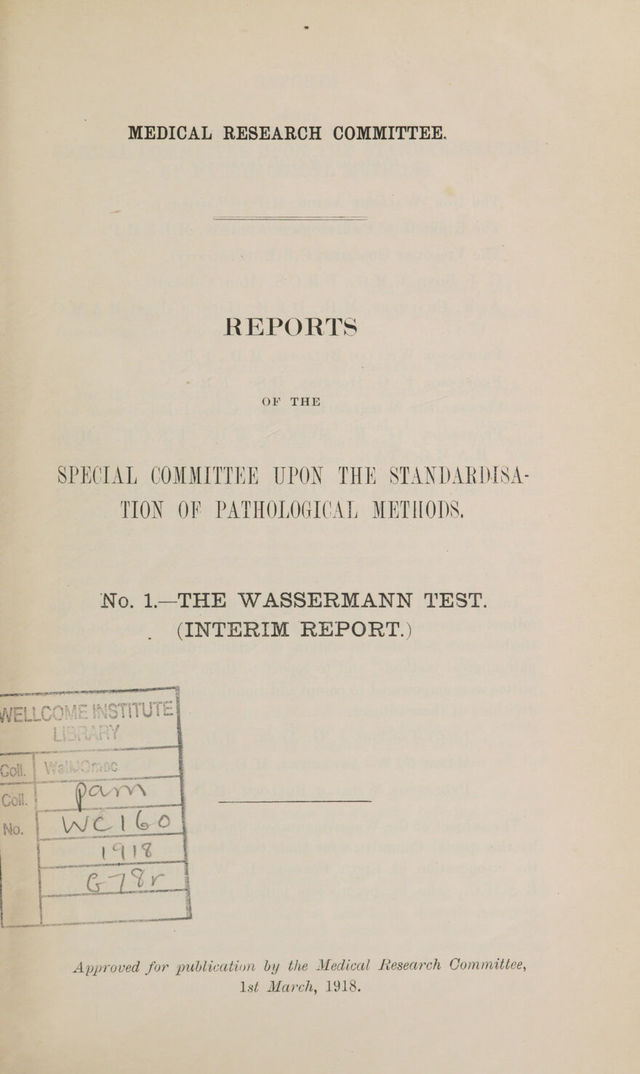 MEDICAL RESEARCH COMMITTEE.
REPORTS
OF THE
SPECIAL COMMITTEE UPON THE STANDARDISA-
TION OF PATHOLOGICAL METHODS.
No. 1.—THE WASSERMANN TEST.
(INTERIM REPORT.)
WELLCOME INSTITUTE
LIBRARY
Coll. WelMOmec
Coll. pam
No. WC160
1918
G78r
Approved for publication by the Medical Research Committee,
1st March, 1918.